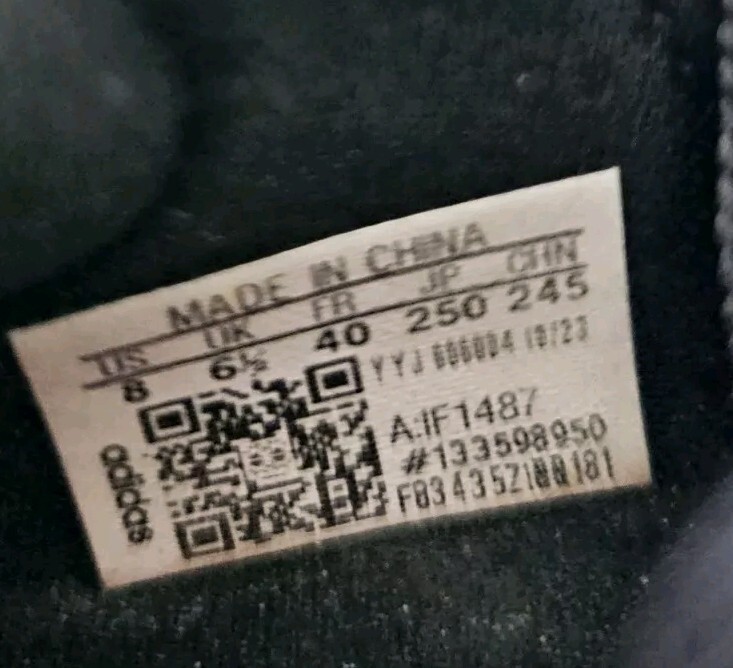 MADE IN CHINA
US UK FR JP CHN
8 6½ 40 250 245
YYJ 606004 10/23
A:IF1487
#133598950
adidas